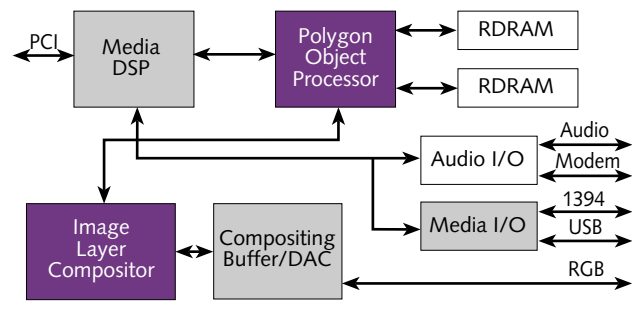 PCI
Media
DSP
Polygon
Object
Processor
RDRAM
RDRAM
Audio I/O
Audio
Modem
Media I/O
1394
USB
Image
Layer
Compositor
Compositing
Buffer/DAC
RGB